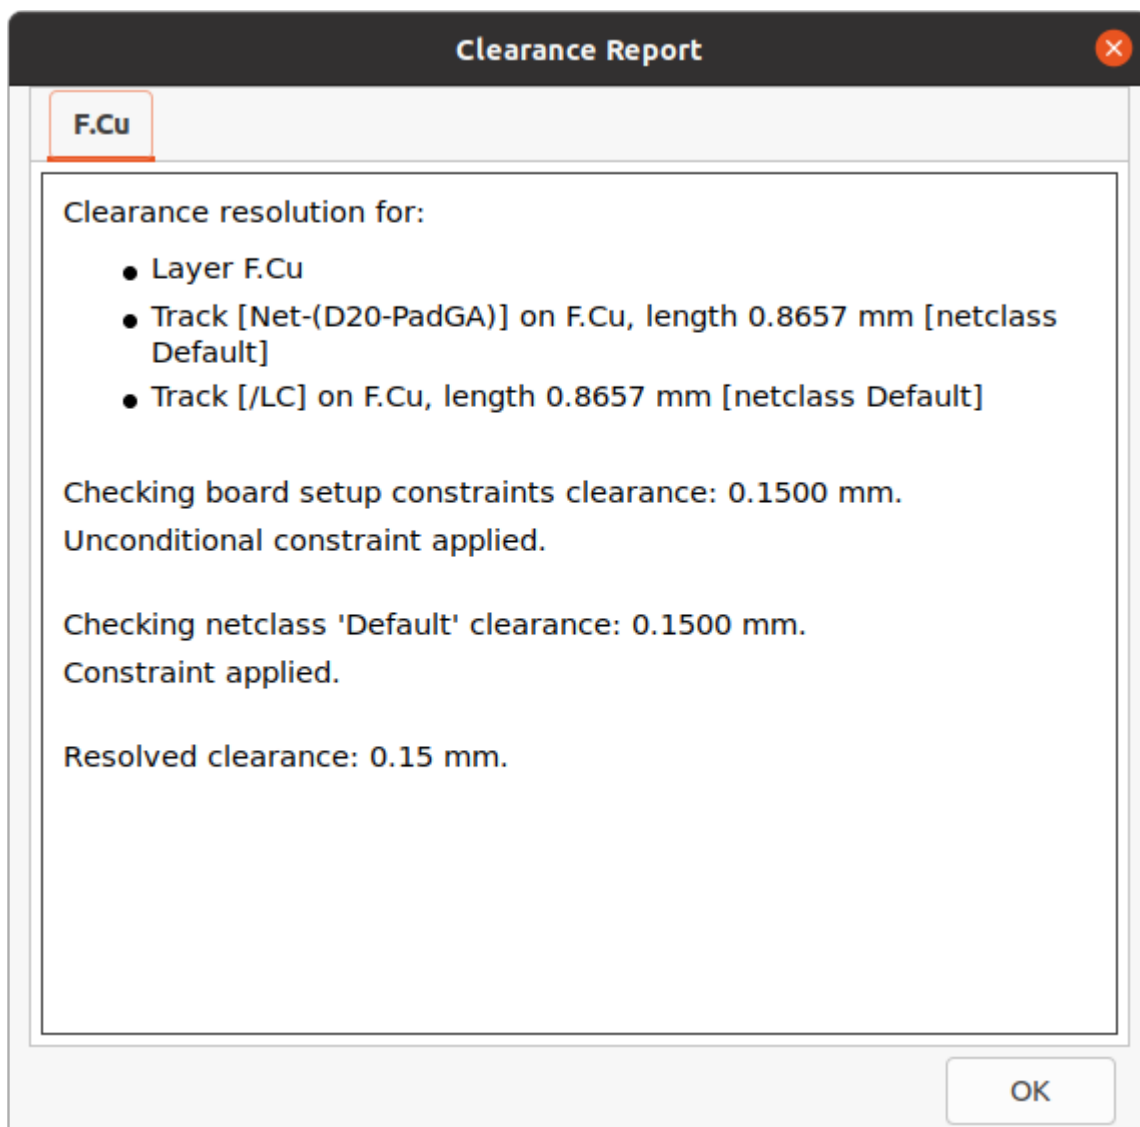 Clearance Report
F.Cu
Clearance resolution for:
● Layer F.Cu
● Track [Net-(D20-PadGA)] on F.Cu, length 0.8657 mm [netclass
Default]
● Track [/LC] on F.Cu, length 0.8657 mm [netclass Default]
Checking board setup constraints clearance: 0.1500 mm.
Unconditional constraint applied.
Checking netclass 'Default' clearance: 0.1500 mm.
Constraint applied.
Resolved clearance: 0.15 mm.
OK